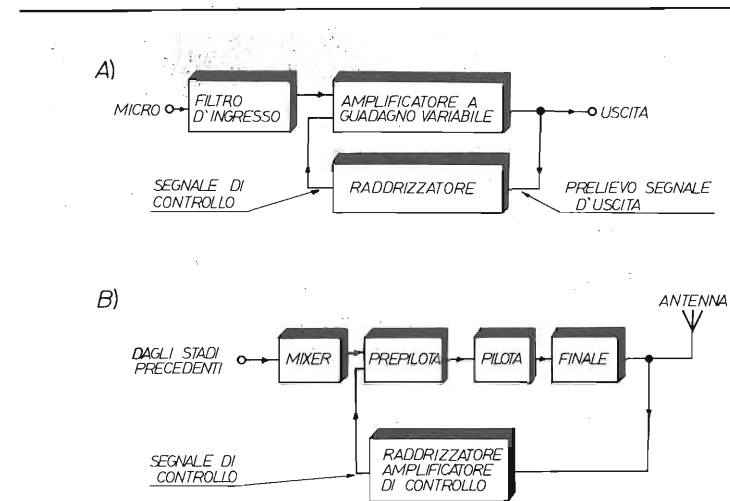 A)
MICRO
FILTRO
D'INGRESSO
AMPLIFICATORE A
GUADAGNO VARIABILE
USCITA
SEGNALE DI
CONTROLLO
RADDRIZZATORE
PRELIEVO SEGNALE
D'USCITA
B)
ANTENNA
DAGLI STADI
PRECEDENTI
MIXER
PREPILOTA
PILOTA
FINALE
SEGNALE DI
CONTROLLO
RADDRIZZATORE
AMPLIFICATORE
DI CONTROLLO